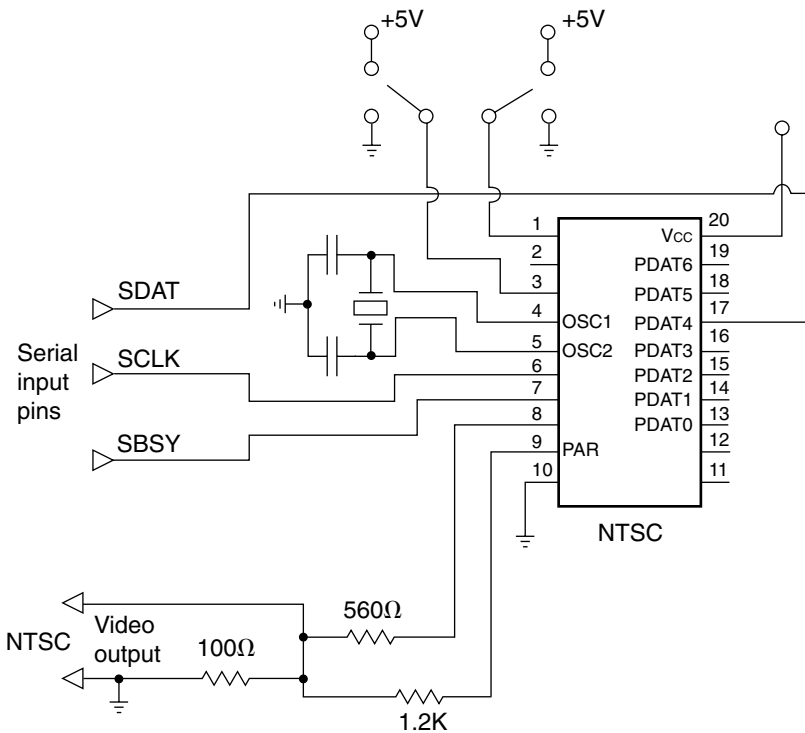 +5V
+5V
1
20
VCC
2
19
PDAT6
3
18
PDAT5
SDAT
4
17
OSC1
PDAT4
5
16
OSC2
PDAT3
Serial
input
pins
SCLK
6
15
PDAT2
7
14
PDAT1
8
13
PDAT0
SBSY
9
12
PAR
10
11
NTSC
560Ω
NTSC
Video
output
100Ω
1.2K